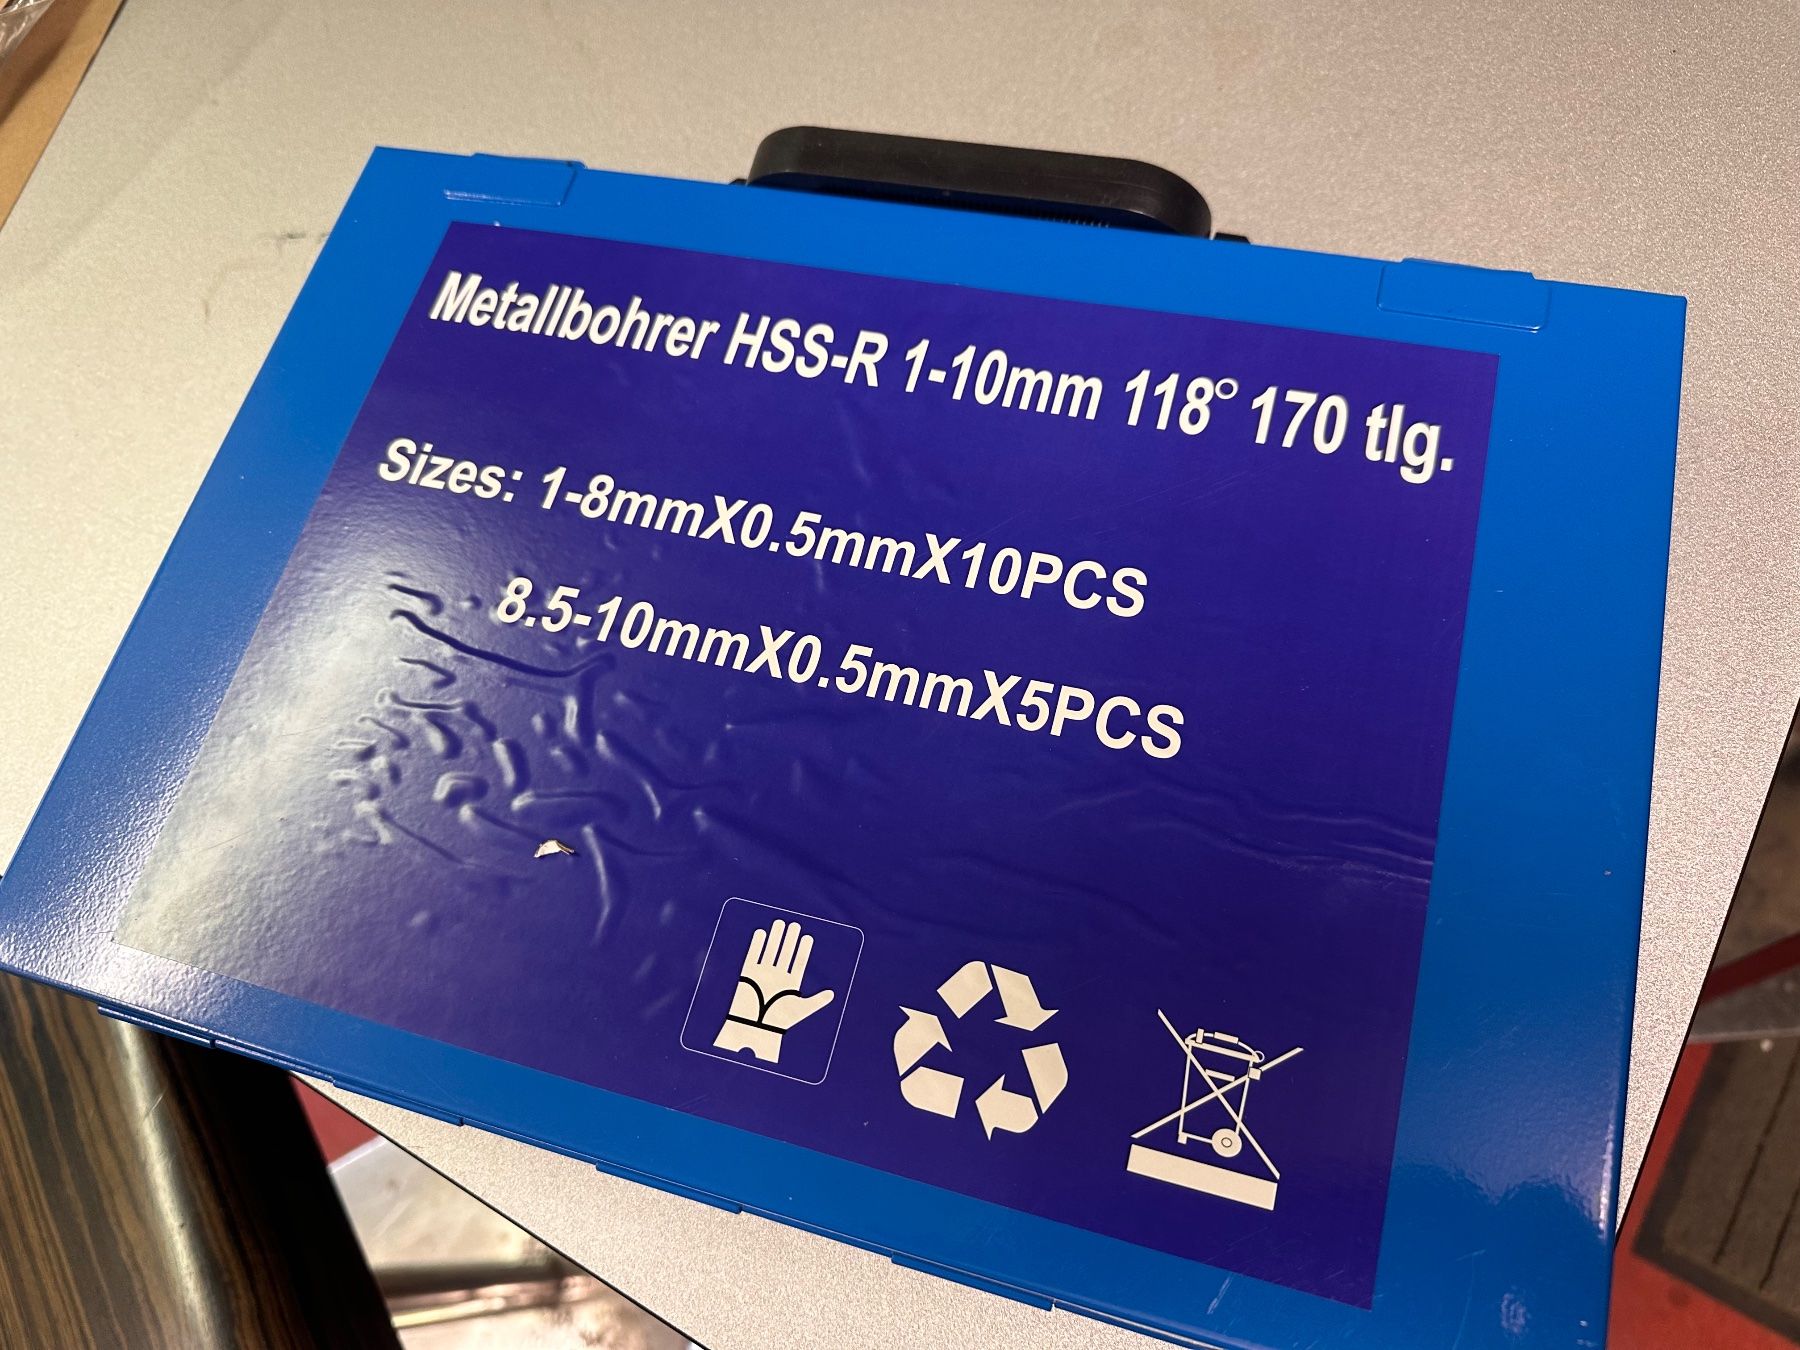 Metallbohrer HSS-R 1-10mm 118° 170 tlg.
Sizes: 1-8mmX0.5mmX10PCS
8.5-10mmX0.5mmX5PCS